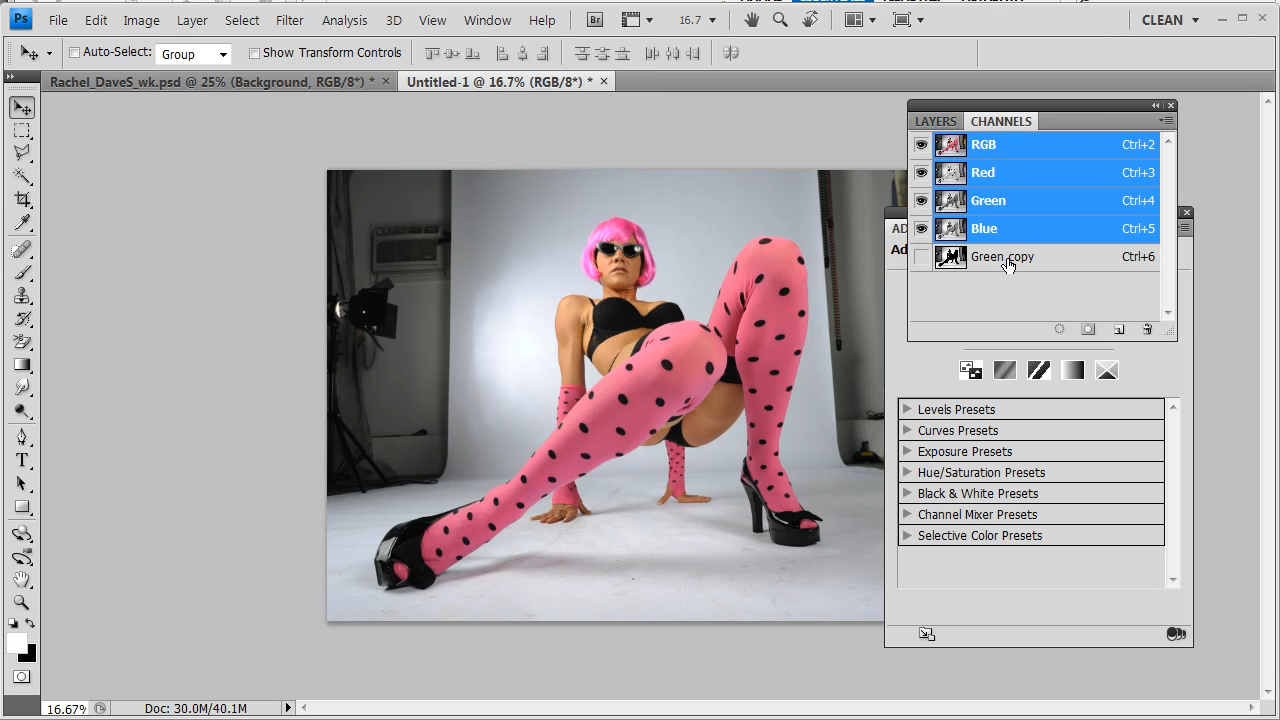 Ps File Edit Image Layer Select Filter Analysis 3D View Window Help Br 16.7 CLEAN
Auto-Select: Group Show Transform Controls
Rachel_DaveS_wk.psd @ 25% (Background, RGB/8*) * Untitled-1 @ 16.7% (RGB/8*) *
LAYERS CHANNELS
RGB Ctrl+2
Red Ctrl+3
Green Ctrl+4
Blue Ctrl+5
AD
Ad
Green copy Ctrl+6
Levels Presets
Curves Presets
Exposure Presets
Hue/Saturation Presets
Black & White Presets
Channel Mixer Presets
Selective Color Presets
T
16.67% Doc: 30.0M/40.1M